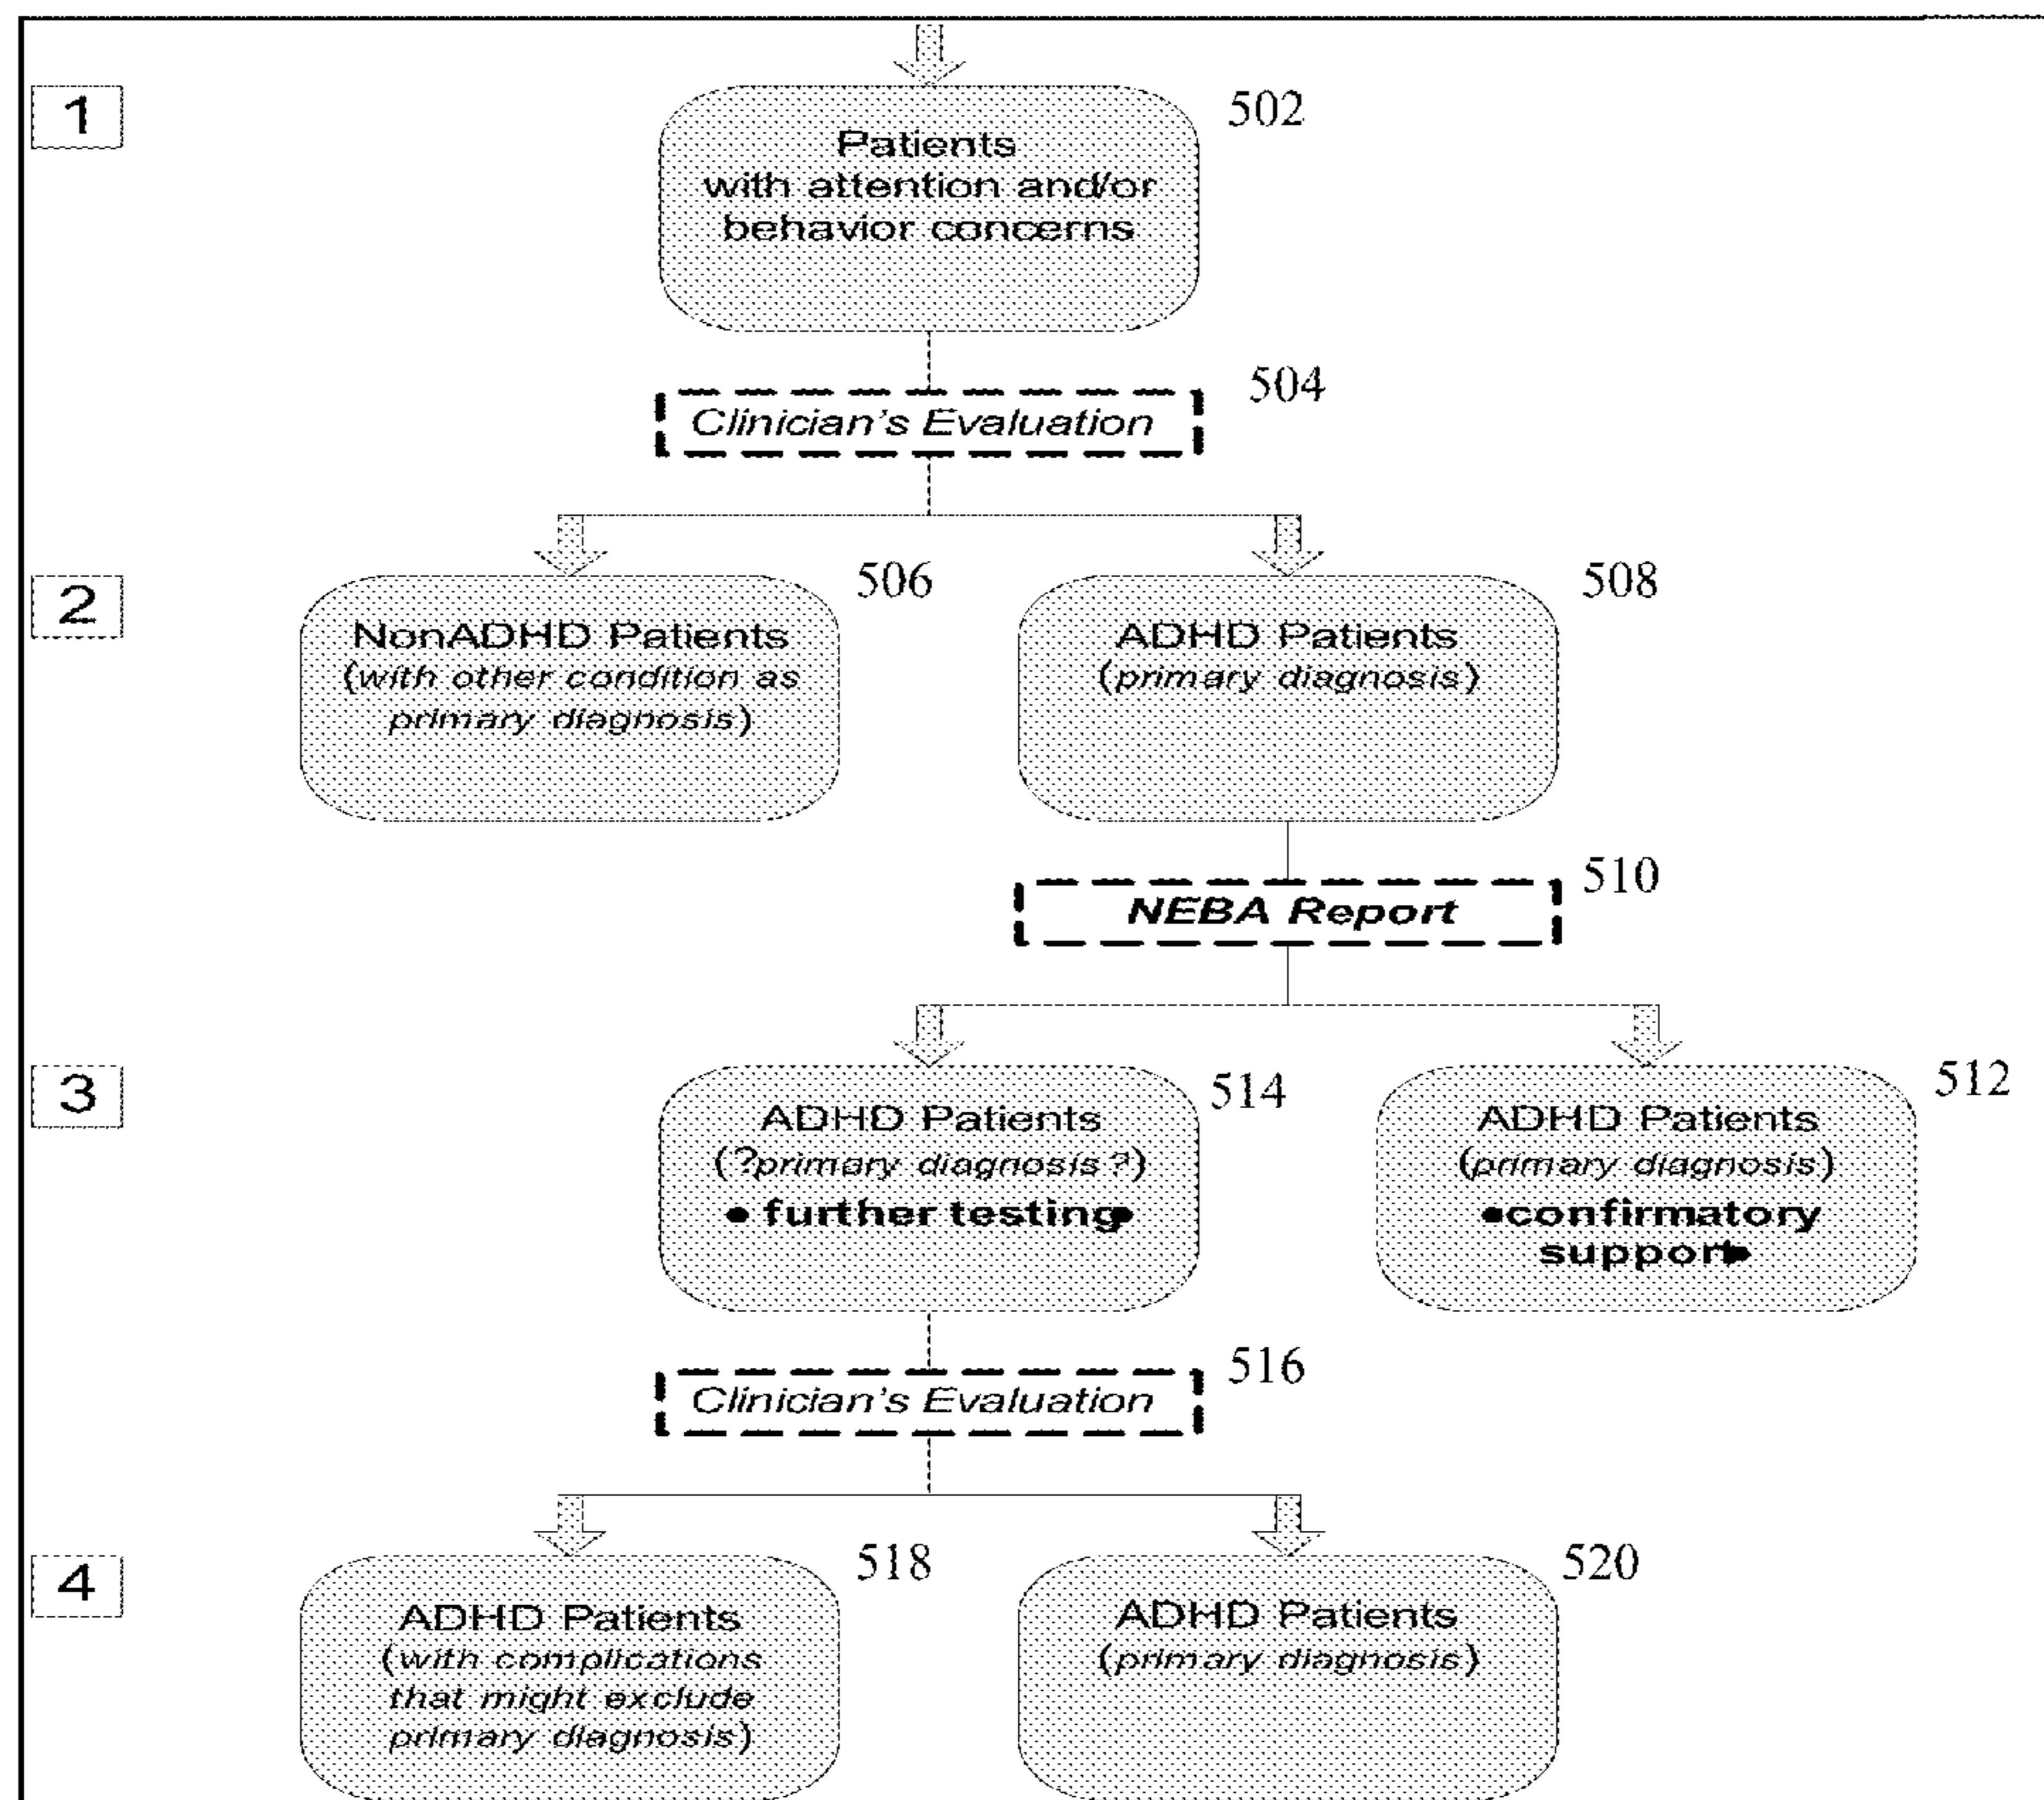 1
502
Patients
with attention and/or
behavior concerns
504
Clinician's Evaluation
2
506
NonADHD Patients
(with other condition as
primary diagnosis)
508
ADHD Patients
(primary diagnosis)
510
NEBA Report
3
514
ADHD Patients
(?primary diagnosis?)
• further testing•
512
ADHD Patients
(primary diagnosis)
•confirmatory
support•
516
Clinician's Evaluation
4
518
ADHD Patients
(with complications
that might exclude
primary diagnosis)
520
ADHD Patients
(primary diagnosis)